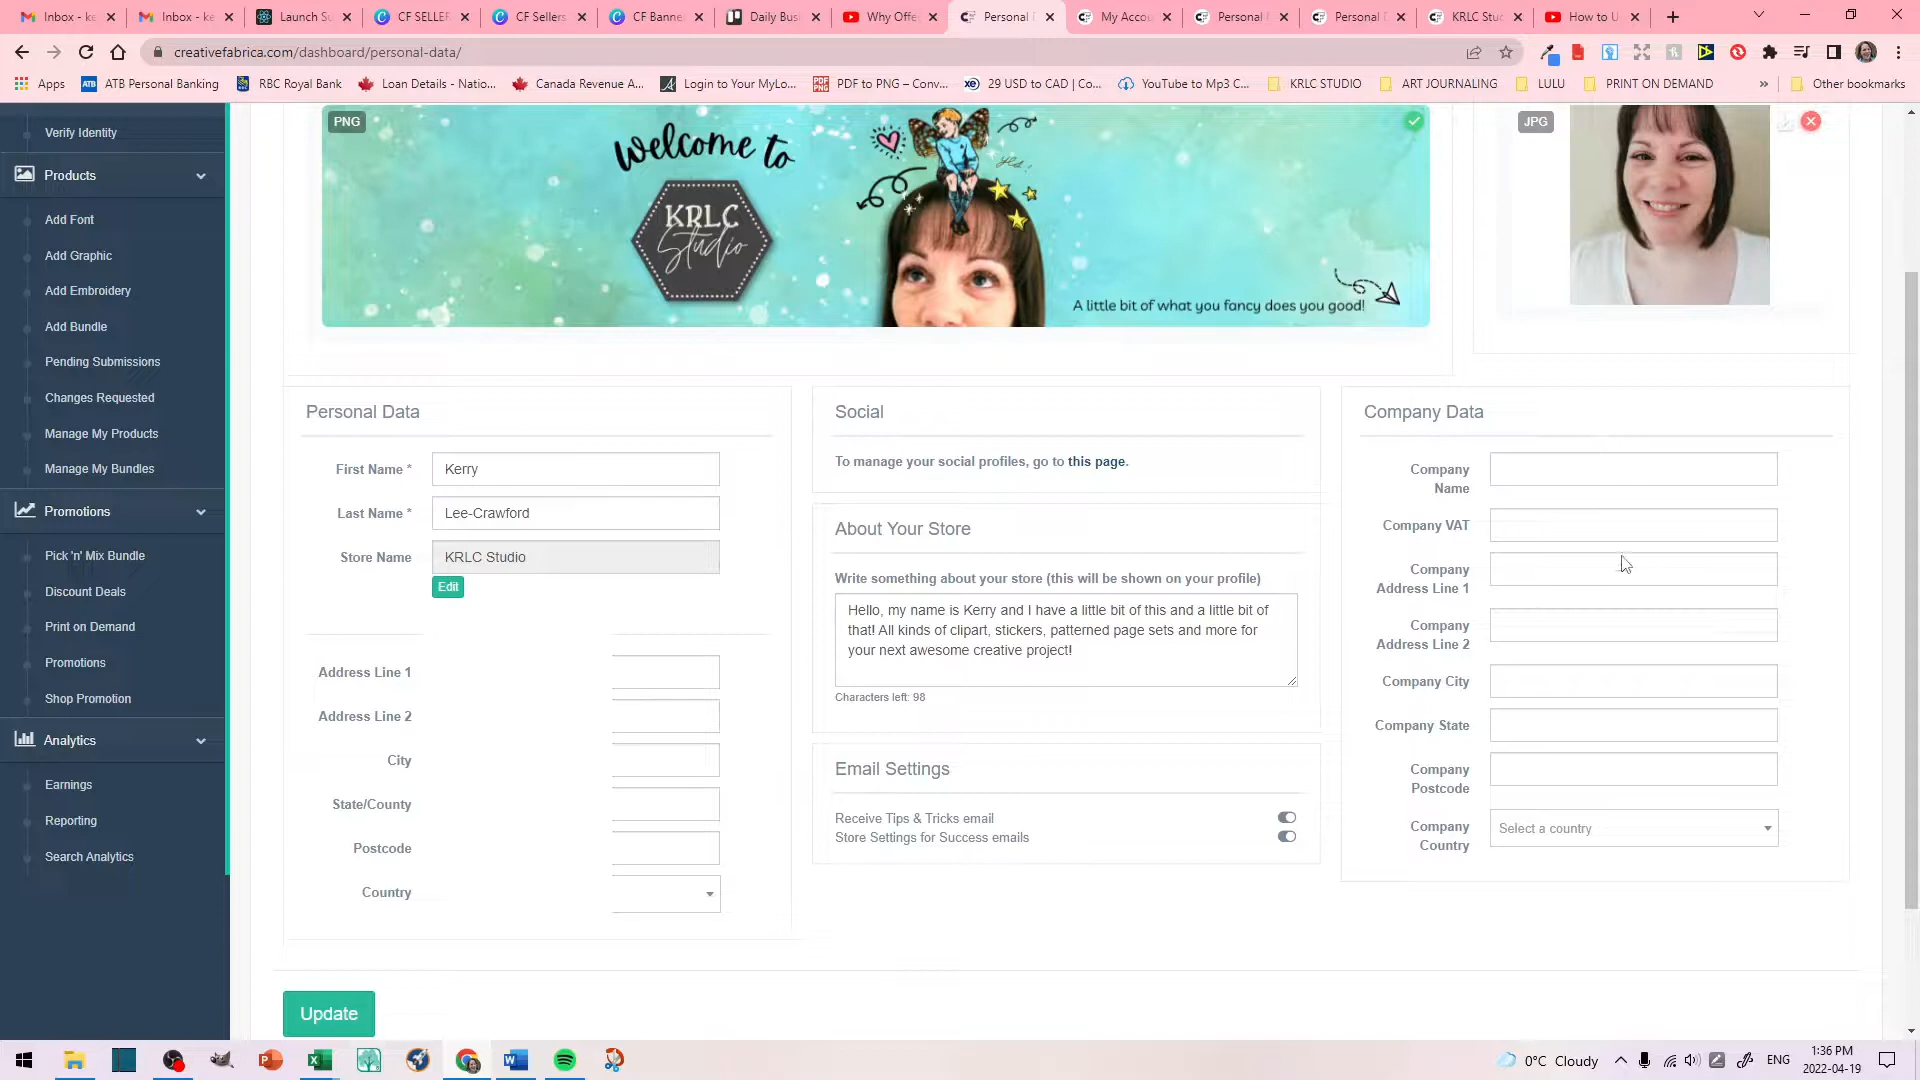 Inbox - ke
Inbox - ke
Launch Su
CF SELLER
CF Sellers
CF Banne
Daily Busi
Why Offe
Personal D
My Accou
Personal D
Personal D
KRLC Stud
How to U
creativefabrica.com/dashboard/personal-data/
Apps
ATB Personal Banking
RBC Royal Bank
Loan Details - Natio...
Canada Revenue A...
Login to Your MyLo...
PDF to PNG – Conv...
29 USD to CAD | Co...
YouTube to Mp3 C...
KRLC STUDIO
ART JOURNALING
LULU
PRINT ON DEMAND
»
Other bookmarks
Verify Identity
Products
Add Font
Add Graphic
Add Embroidery
Add Bundle
Pending Submissions
Changes Requested
Manage My Products
Manage My Bundles
Promotions
Pick 'n' Mix Bundle
Discount Deals
Print on Demand
Promotions
Shop Promotion
Analytics
Earnings
Reporting
Search Analytics
PNG
welcome to
KRLC
Studio
yes!
A little bit of what you fancy does you good!
JPG
Personal Data
First Name *
Kerry
Last Name *
Lee-Crawford
Store Name
KRLC Studio
Edit
Address Line 1
Address Line 2
City
State/County
Postcode
Country
Update
Social
To manage your social profiles, go to this page.
About Your Store
Write something about your store (this will be shown on your profile)
Hello, my name is Kerry and I have a little bit of this and a little bit of
that! All kinds of clipart, stickers, patterned page sets and more for
your next awesome creative project!
Characters left: 98
Email Settings
Receive Tips & Tricks email
Store Settings for Success emails
Company Data
Company
Name
Company VAT
Company
Address Line 1
Company
Address Line 2
Company City
Company State
Company
Postcode
Company
Country
Select a country
0°C Cloudy
ENG
1:36 PM
2022-04-19